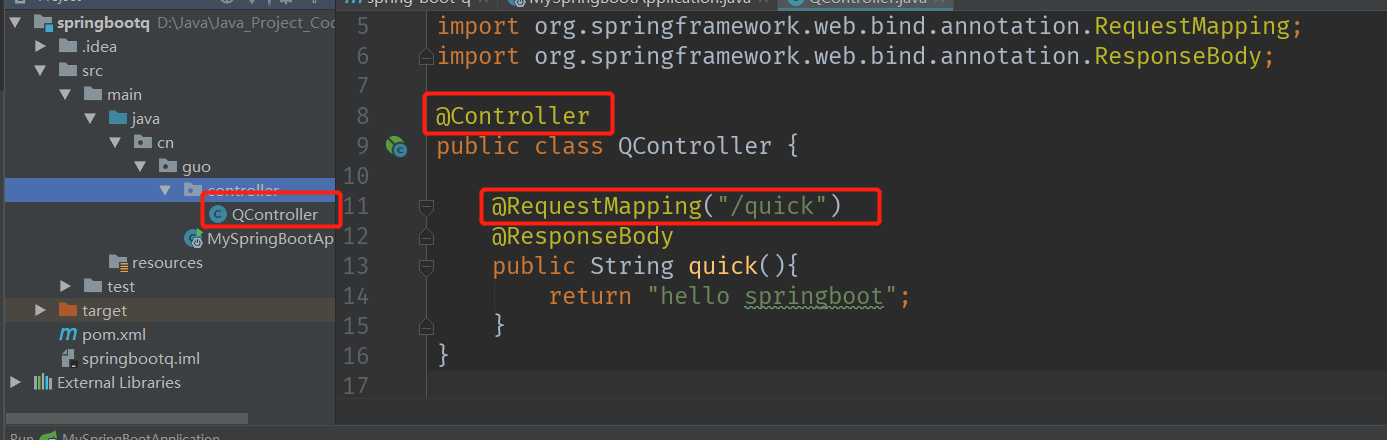 springbootq D:\Java\Java_Project_Coc
.idea
src
main
java
cn
guo
controller
QController
MySpringBootAp
resources
test
target
pom.xml
springbootq.iml
External Libraries
Run MySpringBootApplication
spring-boot-q
MySpringBootApplication.java
QController.java
5 import org.springframework.web.bind.annotation.RequestMapping;
6 import org.springframework.web.bind.annotation.ResponseBody;
7
8 @Controller
9 public class QController {
10
11 @RequestMapping("/quick")
12 @ResponseBody
13 public String quick(){
14 return "hello springboot";
15 }
16 }
17